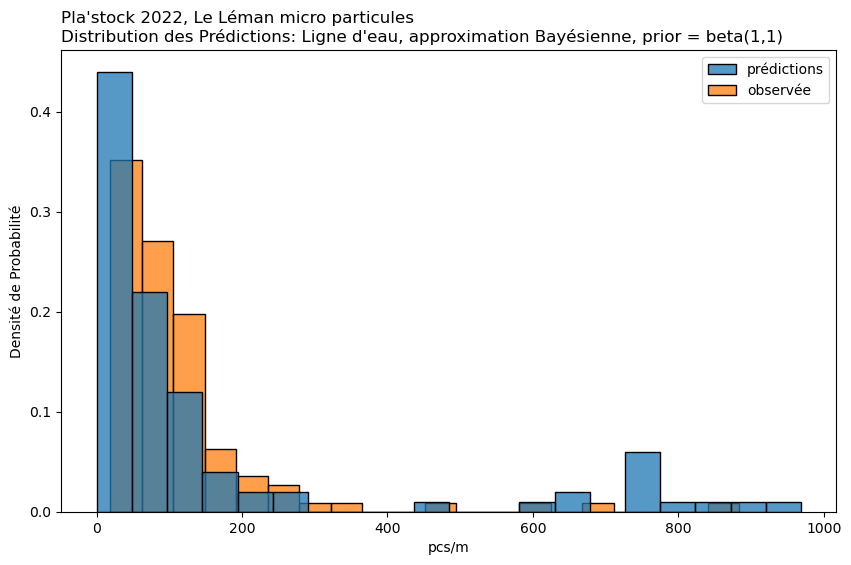 Pla'stock 2022, Le Léman micro particules
Distribution des Prédictions: Ligne d'eau, approximation Bayésienne, prior = beta(1,1)
prédictions
observée
Densité de Probabilité
0.4
0.3
0.2
0.1
0.0
0 200 400 600 800 1000
pcs/m